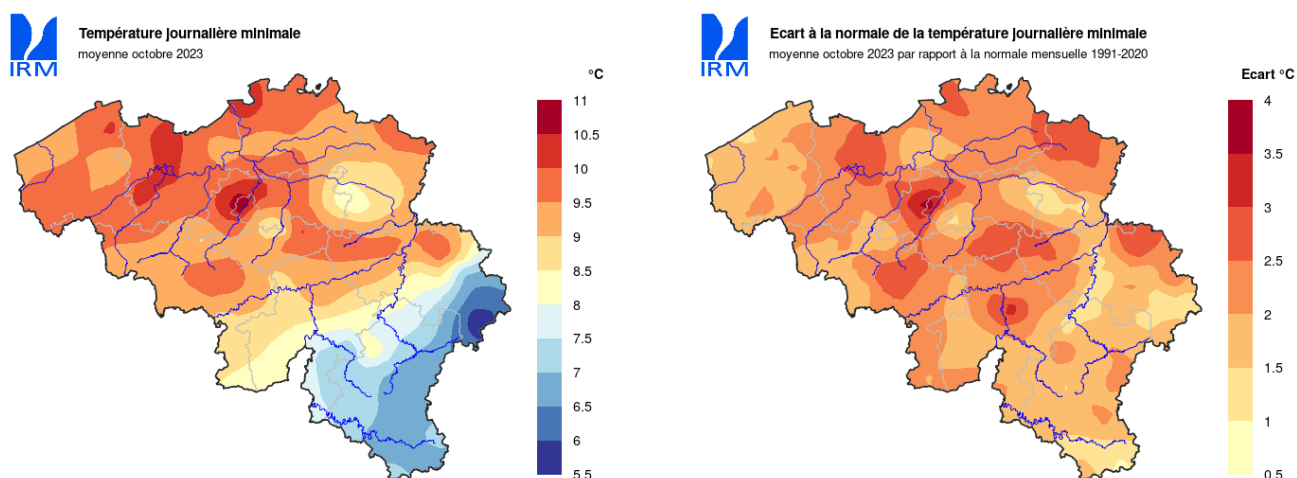 Température journalière minimale
moyenne octobre 2023
IRM
°C
11
10.5
10
9.5
9
8.5
8
7.5
7
6.5
6
5.5
Ecart à la normale de la température journalière minimale
moyenne octobre 2023 par rapport à la normale mensuelle 1991-2020
IRM
Ecart °C
4
3.5
3
2.5
2
1.5
1
0.5